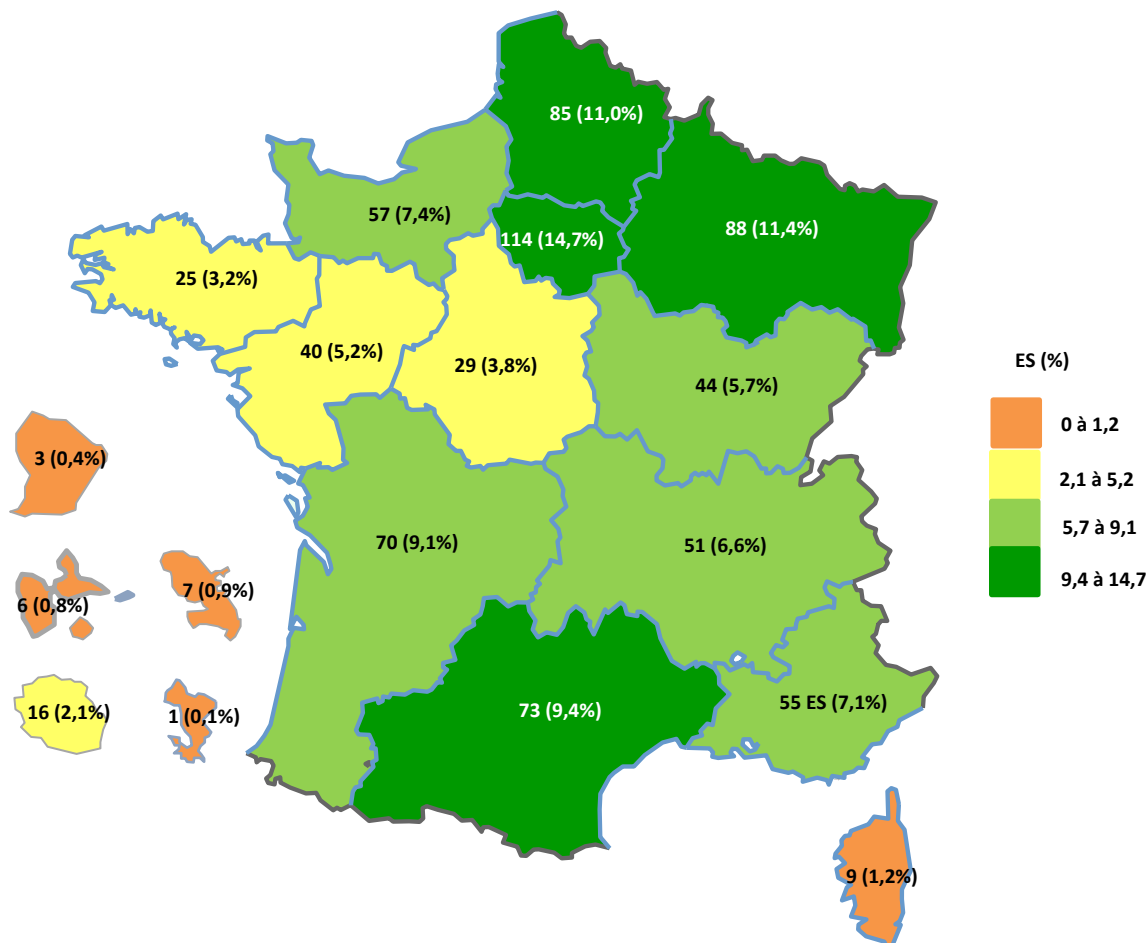 85 (11,0%)
57 (7,4%)
114 (14,7%)
88 (11,4%)
25 (3,2%)
40 (5,2%)
29 (3,8%)
44 (5,7%)
ES (%)
0 à 1,2
2,1 à 5,2
5,7 à 9,1
9,4 à 14,7
3 (0,4%)
70 (9,1%)
51 (6,6%)
6 (0,8%)
7 (0,9%)
16 (2,1%)
1 (0,1%)
73 (9,4%)
55 ES (7,1%)
9 (1,2%)